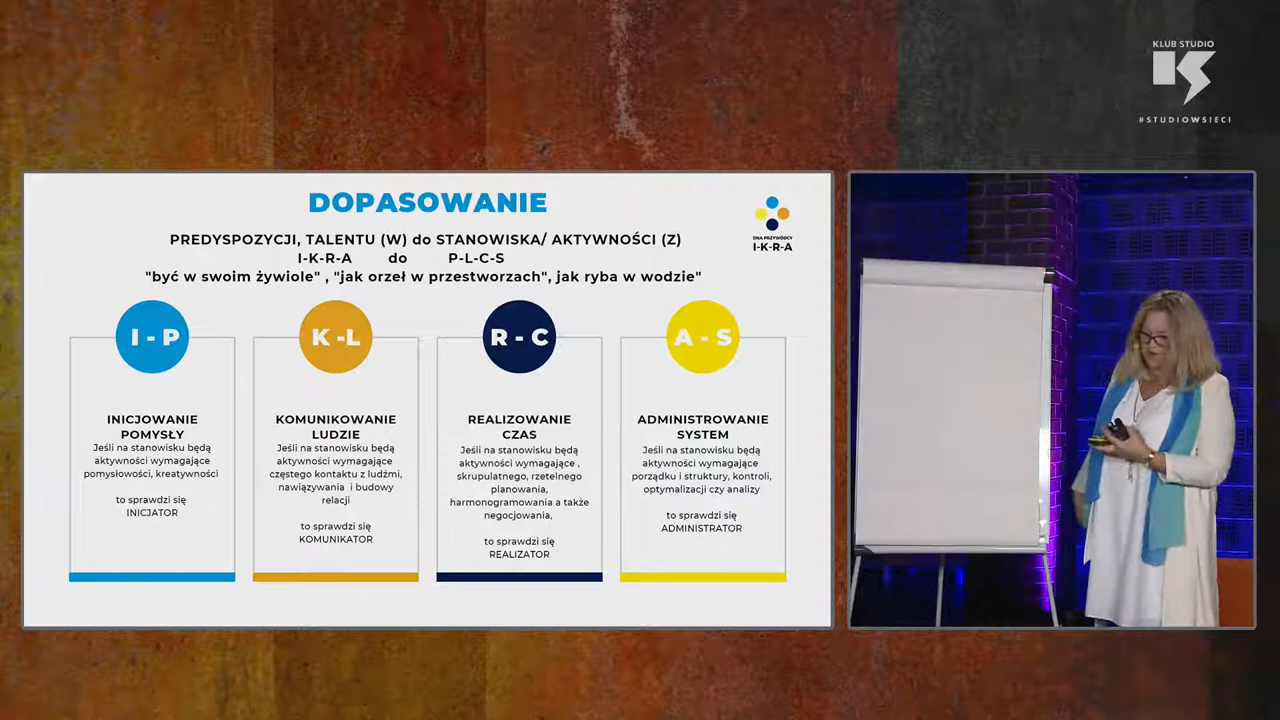 KLUB STUDIO
KS
#STUDIOWSIECI
DOPASOWANIE
DNA PRZYWÓDCY
I-K-R-A
PREDYSPOZYCJI, TALENTU (W) do STANOWISKA/ AKTYWNOŚCI (Z)
I-K-R-A do P-L-C-S
"być w swoim żywiole" , "jak orzeł w przestworzach", jak ryba w wodzie"
I - P
INICJOWANIE
POMYSŁY
Jeśli na stanowisku będą
aktywności wymagające
pomysłowości, kreatywności
to sprawdzi się
INICJATOR
K -L
KOMUNIKOWANIE
LUDZIE
Jeśli na stanowisku będą
aktywności wymagające
częstego kontaktu z ludźmi,
nawiązywania i budowy
relacji
to sprawdzi się
KOMUNIKATOR
R - C
REALIZOWANIE
CZAS
Jeśli na stanowisku będą
aktywności wymagające ,
skrupulatnego, rzetelnego
planowania,
harmonogramowania a także
negocjowania,
to sprawdzi się
REALIZATOR
A - S
ADMINISTROWANIE
SYSTEM
Jeśli na stanowisku będą
aktywności wymagające
porządku i struktury, kontroli,
optymalizacji czy analizy
to sprawdzi się
ADMINISTRATOR